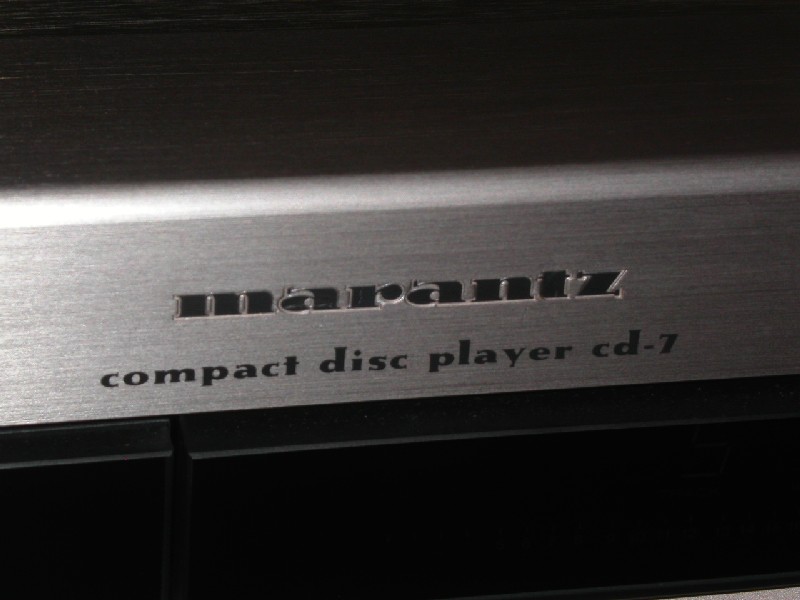 marantz
compact disc player cd-7